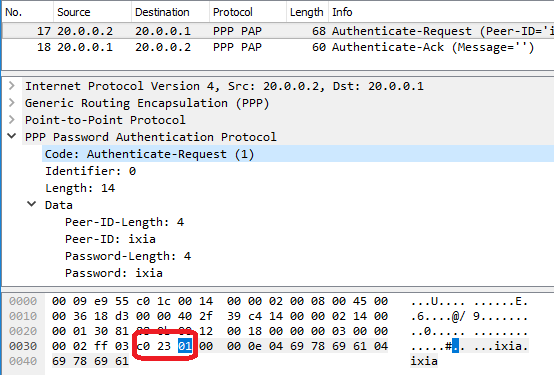 No. Source Destination Protocol Length Info
17 20.0.0.2 20.0.0.1 PPP PAP 68 Authenticate-Request (Peer-ID='i
18 20.0.0.1 20.0.0.2 PPP PAP 60 Authenticate-Ack (Message='')
Internet Protocol Version 4, Src: 20.0.0.2, Dst: 20.0.0.1
Generic Routing Encapsulation (PPP)
Point-to-Point Protocol
PPP Password Authentication Protocol
Code: Authenticate-Request (1)
Identifier: 0
Length: 14
Data
Peer-ID-Length: 4
Peer-ID: ixia
Password-Length: 4
Password: ixia
0000 00 09 e9 55 c0 1c 00 14 00 00 02 00 08 00 45 00 ...U.... ......E.
0010 00 36 18 d3 00 00 40 2f 39 c4 14 00 00 02 14 00 .6....@/ 9.......
0020 00 01 30 81 12 00 18 00 00 00 03 00 00 ..0..... ........
0030 00 02 ff 03 c0 23 01 00 00 0e 04 69 78 69 61 04 .....#.. ...ixia.
0040 69 78 69 61 ixia